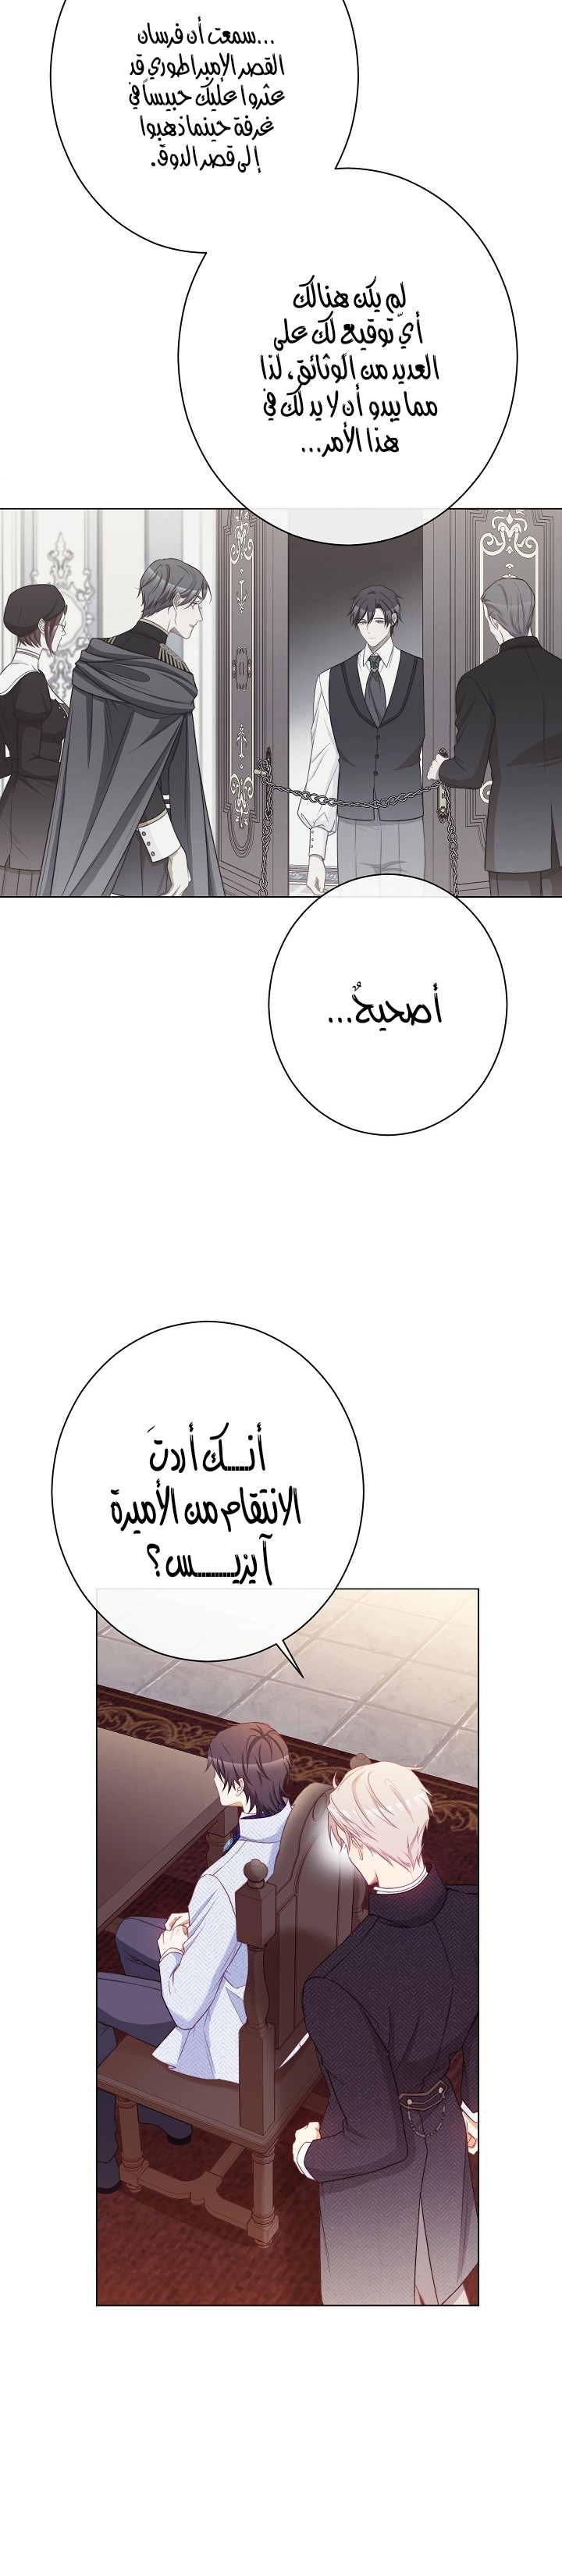 ...سمعت أن فرسان
القصر الإمبراطوري قد
عثروا عليك حبيساً في
غرفة حينما ذهبوا
إلى قصر الدوق.
لم يكن هنالك
أيّ توقيعٍ لك على
العديد من الوثائق، لذا
مما يبدو أن لا يد لك في
هذا الأمر...
أصحيحٌ...
أنـــك أردتَ
الانتقام من الأميرة
آيزيـــــس؟